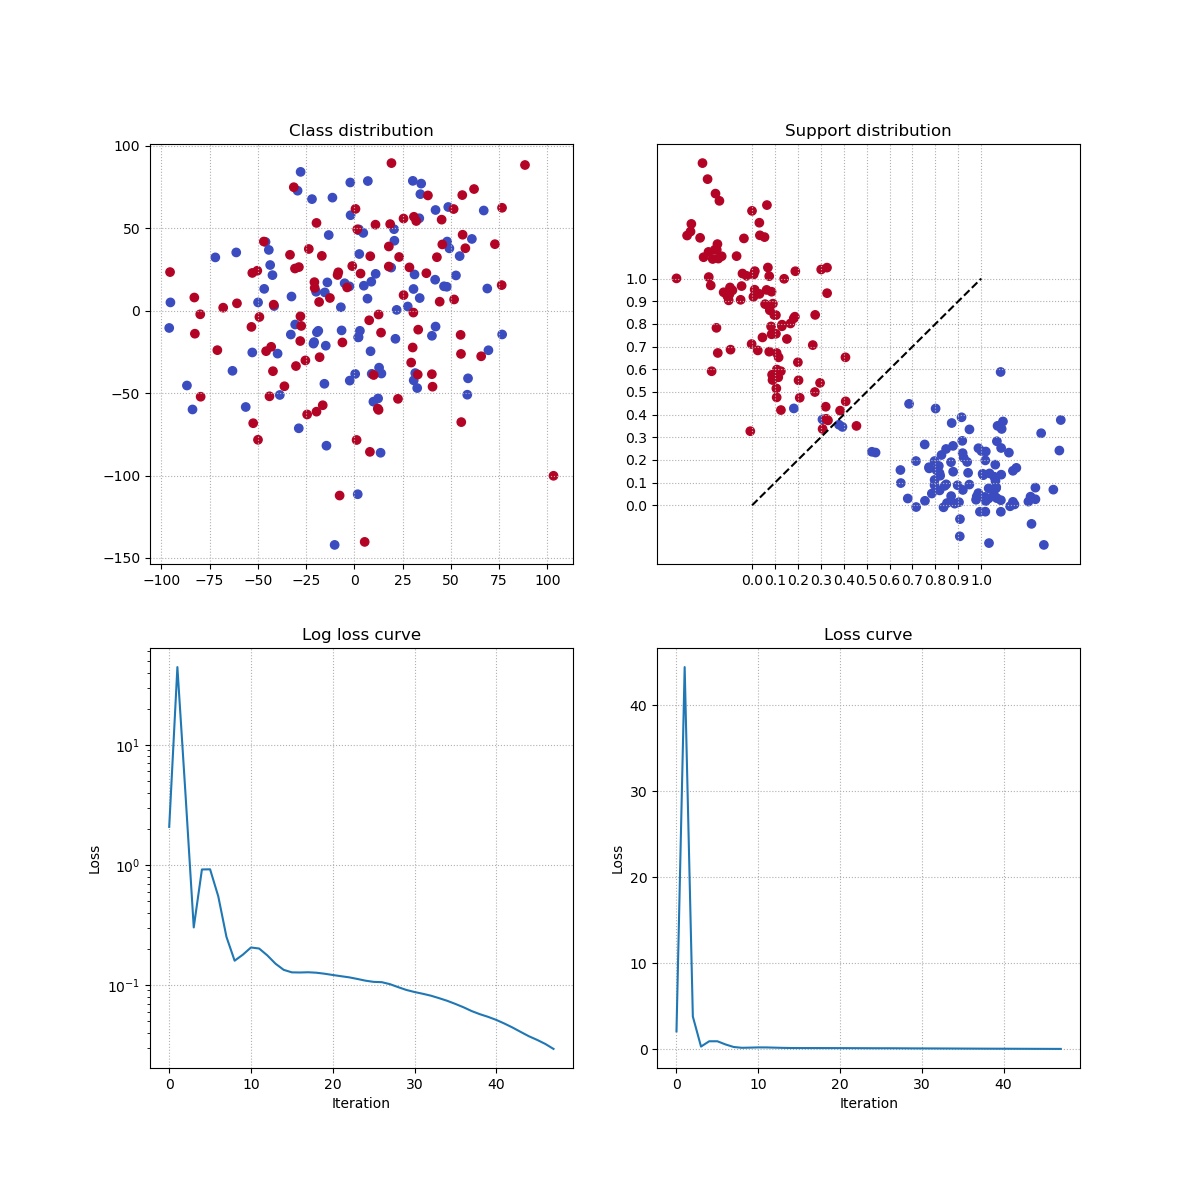 Class distribution
100
50
0
−50
−100
−150
−100 −75 −50 −25 0 25 50 75 100
Support distribution
1.0
0.9
0.8
0.7
0.6
0.5
0.4
0.3
0.2
0.1
0.0
0.0 0.1 0.2 0.3 0.4 0.5 0.6 0.7 0.8 0.9 1.0
Log loss curve
10¹
10⁰
10⁻¹
Loss
0 10 20 30 40
Iteration
Loss curve
40
30
20
10
0
Loss
0 10 20 30 40
Iteration